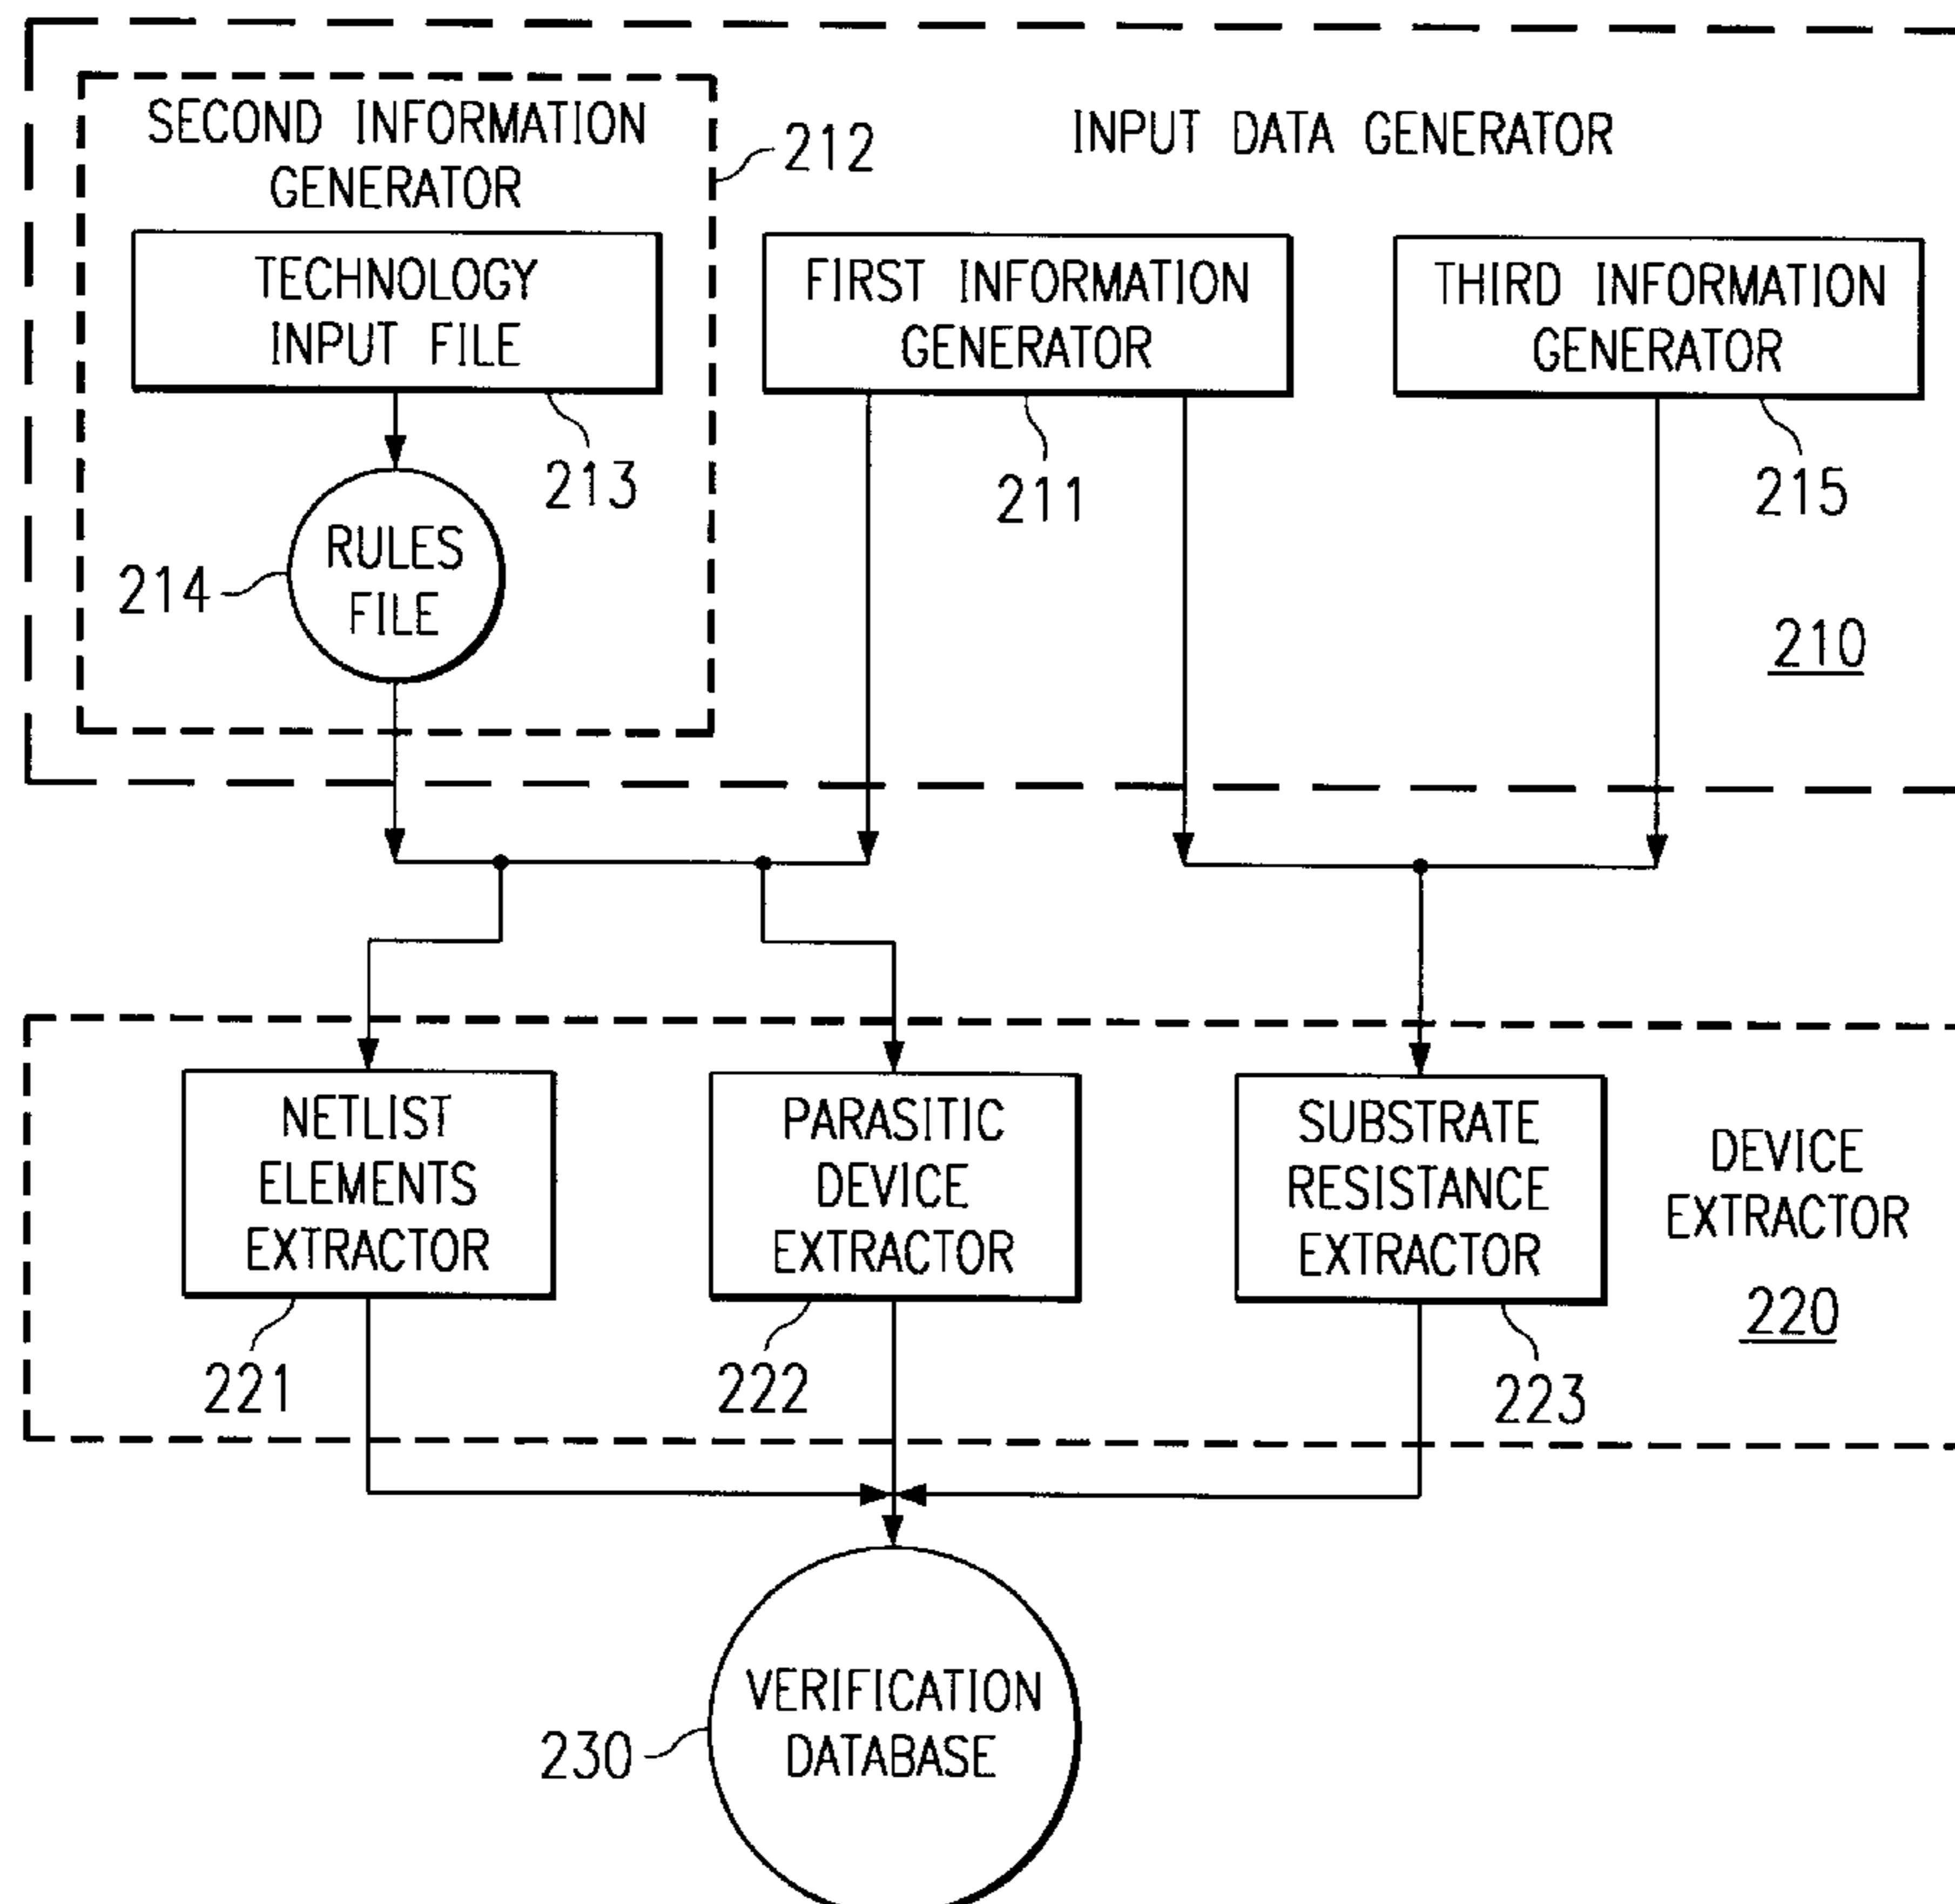 SECOND INFORMATION
GENERATOR
212
INPUT DATA GENERATOR
TECHNOLOGY
INPUT FILE
FIRST INFORMATION
GENERATOR
THIRD INFORMATION
GENERATOR
213
211
215
RULES
FILE
214
210
NETLIST
ELEMENTS
EXTRACTOR
PARASITIC
DEVICE
EXTRACTOR
SUBSTRATE
RESISTANCE
EXTRACTOR
DEVICE
EXTRACTOR
220
221
222
223
VERIFICATION
DATABASE
230